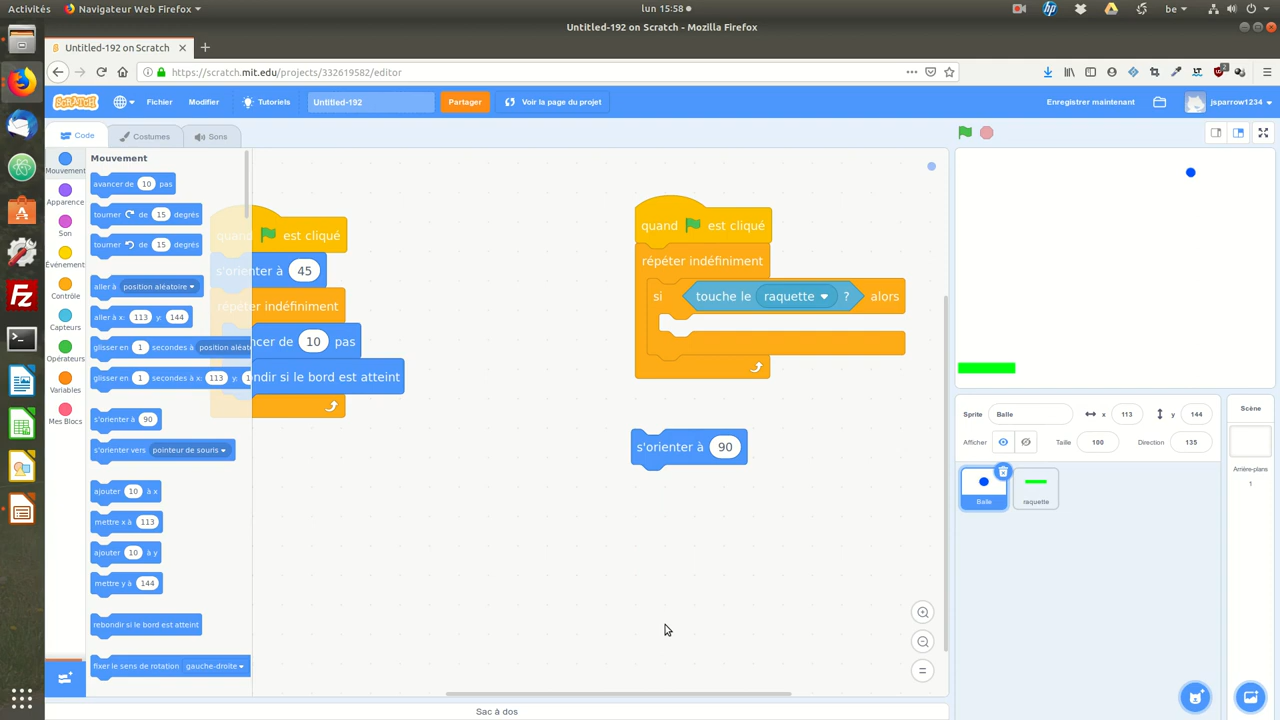 Activités Navigateur Web Firefox lun 15:58 be
Untitled-192 on Scratch - Mozilla Firefox
Untitled-192 on Scratch
https://scratch.mit.edu/projects/332619582/editor
SCRATCH Fichier Modifier Tutoriels Untitled-192 Partager Voir la page du projet Enregistrer maintenant jsparrow1234
Code Costumes Sons
Mouvement
Apparence
Son
Événements
Contrôle
Capteurs
Opérateurs
Variables
Mes Blocs
Mouvement
avancer de 10 pas
tourner de 15 degrés
tourner de 15 degrés
aller à position aléatoire
aller à x: 113 y: 144
glisser en 1 secondes à position aléat
glisser en 1 secondes à x: 113 y: 1
s'orienter à 90
s'orienter vers pointeur de souris
ajouter 10 à x
mettre x à 113
ajouter 10 à y
mettre y à 144
rebondir si le bord est atteint
fixer le sens de rotation gauche-droite
quand est cliqué
s'orienter à 45
répéter indéfiniment
ncer de 10 pas
ondir si le bord est atteint
quand est cliqué
répéter indéfiniment
si touche le raquette ? alors
s'orienter à 90
Sprite Balle x 113 y 144
Afficher Taille 100 Direction 135
Balle
raquette
Scène
Arrière-plans
1
Sac à dos